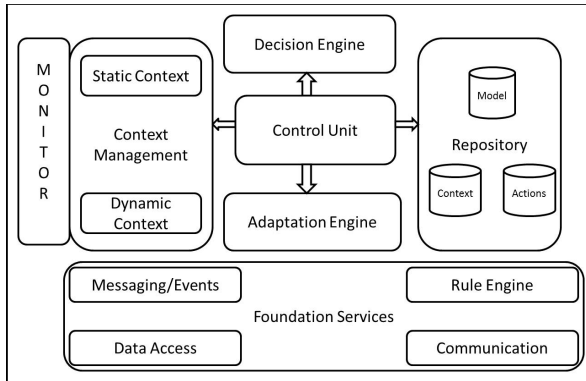 MONITOR
Static Context
Context
Management
Dynamic
Context
Decision Engine
Control Unit
Adaptation Engine
Model
Repository
Context
Actions
Messaging/Events
Rule Engine
Foundation Services
Data Access
Communication